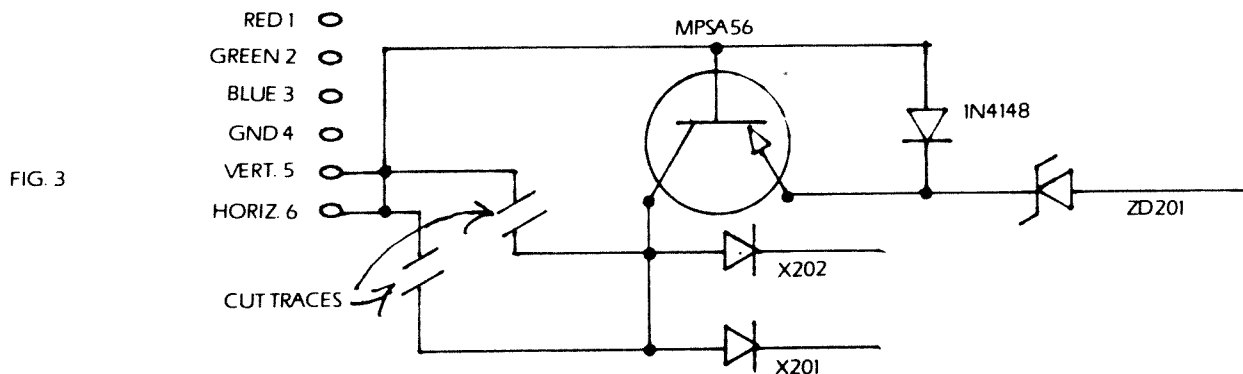 RED 1
MPSA56
GREEN 2
BLUE 3
1N4148
GND 4
FIG. 3
VERT. 5
HORIZ. 6
ZD201
X202
CUT TRACES
X201